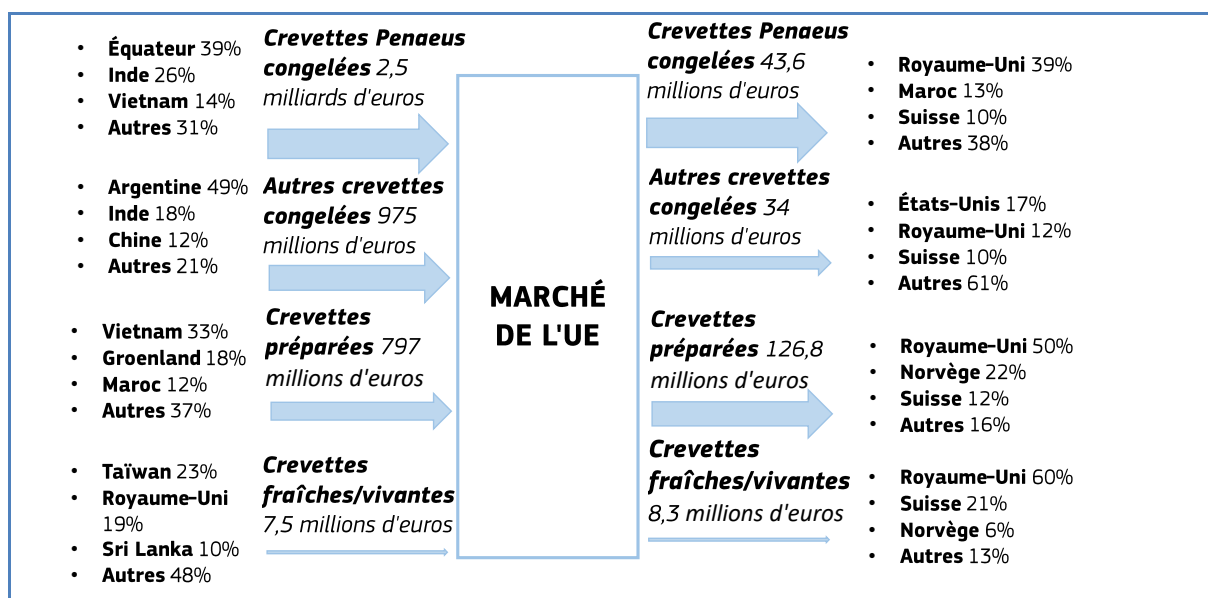 • Équateur 39%
• Inde 26%
• Vietnam 14%
• Autres 31%
Crevettes Penaeus
congelées 2,5
milliards d'euros
• Argentine 49%
• Inde 18%
• Chine 12%
• Autres 21%
Autres crevettes
congelées 975
millions d'euros
• Vietnam 33%
• Groenland 18%
• Maroc 12%
• Autres 37%
Crevettes
préparées 797
millions d'euros
• Taïwan 23%
• Royaume-Uni
19%
• Sri Lanka 10%
• Autres 48%
Crevettes
fraîches/vivantes
7,5 millions d'euros
MARCHÉ
DE L'UE
Crevettes Penaeus
congelées 43,6
millions d'euros
• Royaume-Uni 39%
• Maroc 13%
• Suisse 10%
• Autres 38%
Autres crevettes
congelées 34
millions d'euros
• États-Unis 17%
• Royaume-Uni 12%
• Suisse 10%
• Autres 61%
Crevettes
préparées 126,8
millions d'euros
• Royaume-Uni 50%
• Norvège 22%
• Suisse 12%
• Autres 16%
Crevettes
fraîches/vivantes
8,3 millions d'euros
• Royaume-Uni 60%
• Suisse 21%
• Norvège 6%
• Autres 13%